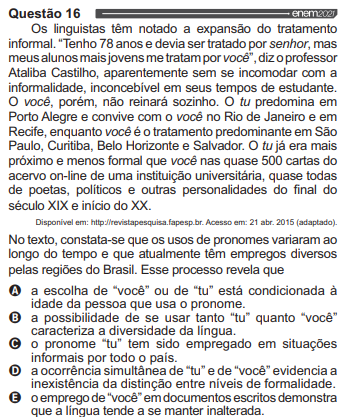 Questão 16 enem2021
Os linguistas têm notado a expansão do tratamento
informal. “Tenho 78 anos e devia ser tratado por senhor, mas
meus alunos mais jovens me tratam por você”, diz o professor
Ataliba Castilho, aparentemente sem se incomodar com a
informalidade, inconcebível em seus tempos de estudante.
O você, porém, não reinará sozinho. O tu predomina em
Porto Alegre e convive com o você no Rio de Janeiro e em
Recife, enquanto você é o tratamento predominante em São
Paulo, Curitiba, Belo Horizonte e Salvador. O tu já era mais
próximo e menos formal que você nas quase 500 cartas do
acervo on-line de uma instituição universitária, quase todas
de poetas, políticos e outras personalidades do final do
século XIX e início do XX.
Disponível em: http://revistapesquisa.fapesp.br. Acesso em: 21 abr. 2015 (adaptado).
No texto, constata-se que os usos de pronomes variaram ao
longo do tempo e que atualmente têm empregos diversos
pelas regiões do Brasil. Esse processo revela que
A a escolha de “você” ou de “tu” está condicionada à
idade da pessoa que usa o pronome.
B a possibilidade de se usar tanto “tu” quanto “você”
caracteriza a diversidade da língua.
C o pronome “tu” tem sido empregado em situações
informais por todo o país.
D a ocorrência simultânea de “tu” e de “você” evidencia a
inexistência da distinção entre níveis de formalidade.
E o emprego de “você” em documentos escritos demonstra
que a língua tende a se manter inalterada.